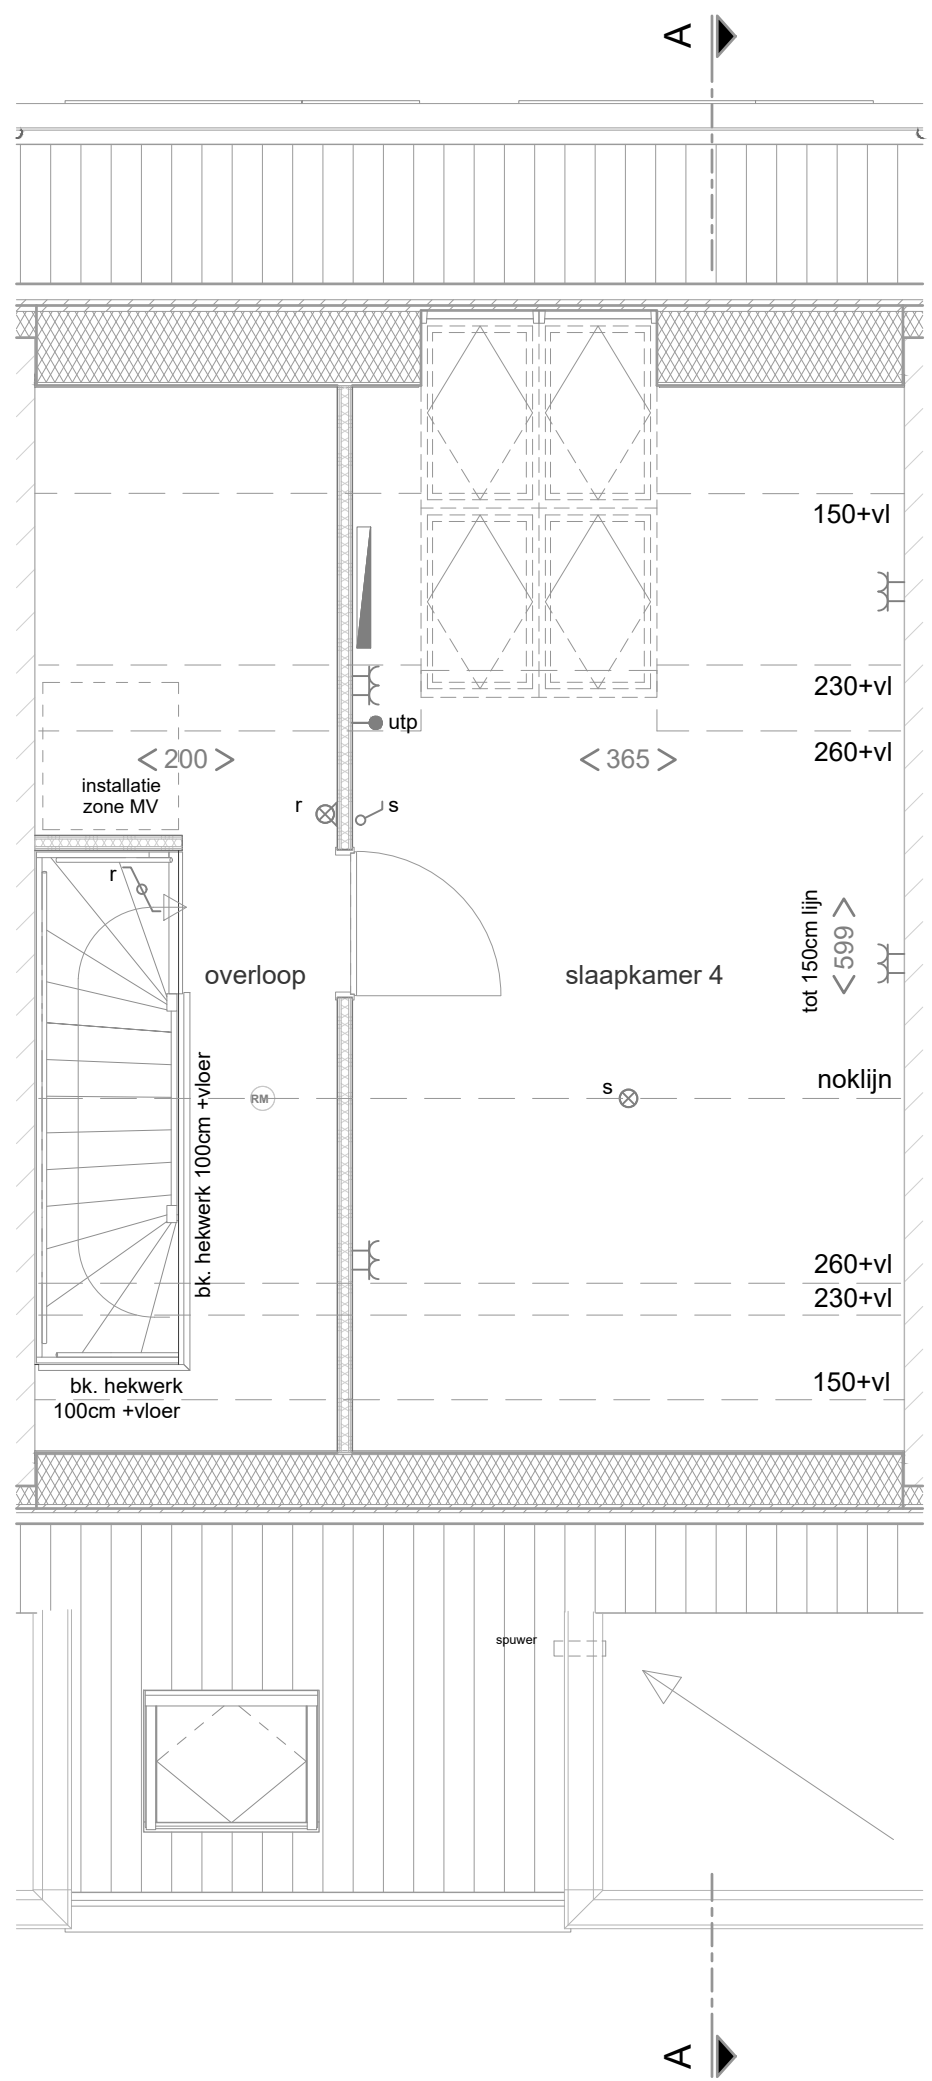 A
150+vl
230+vl
utp
260+vl
<200>
<365>
installatie
zone MV
r
s
r
overloop
slaapkamer 4
tot 150cm lijn
<599>
noklijn
RM
s
bk. hekwerk 100cm +vloer
260+vl
230+vl
150+vl
bk. hekwerk
100cm +vloer
spuwer
A